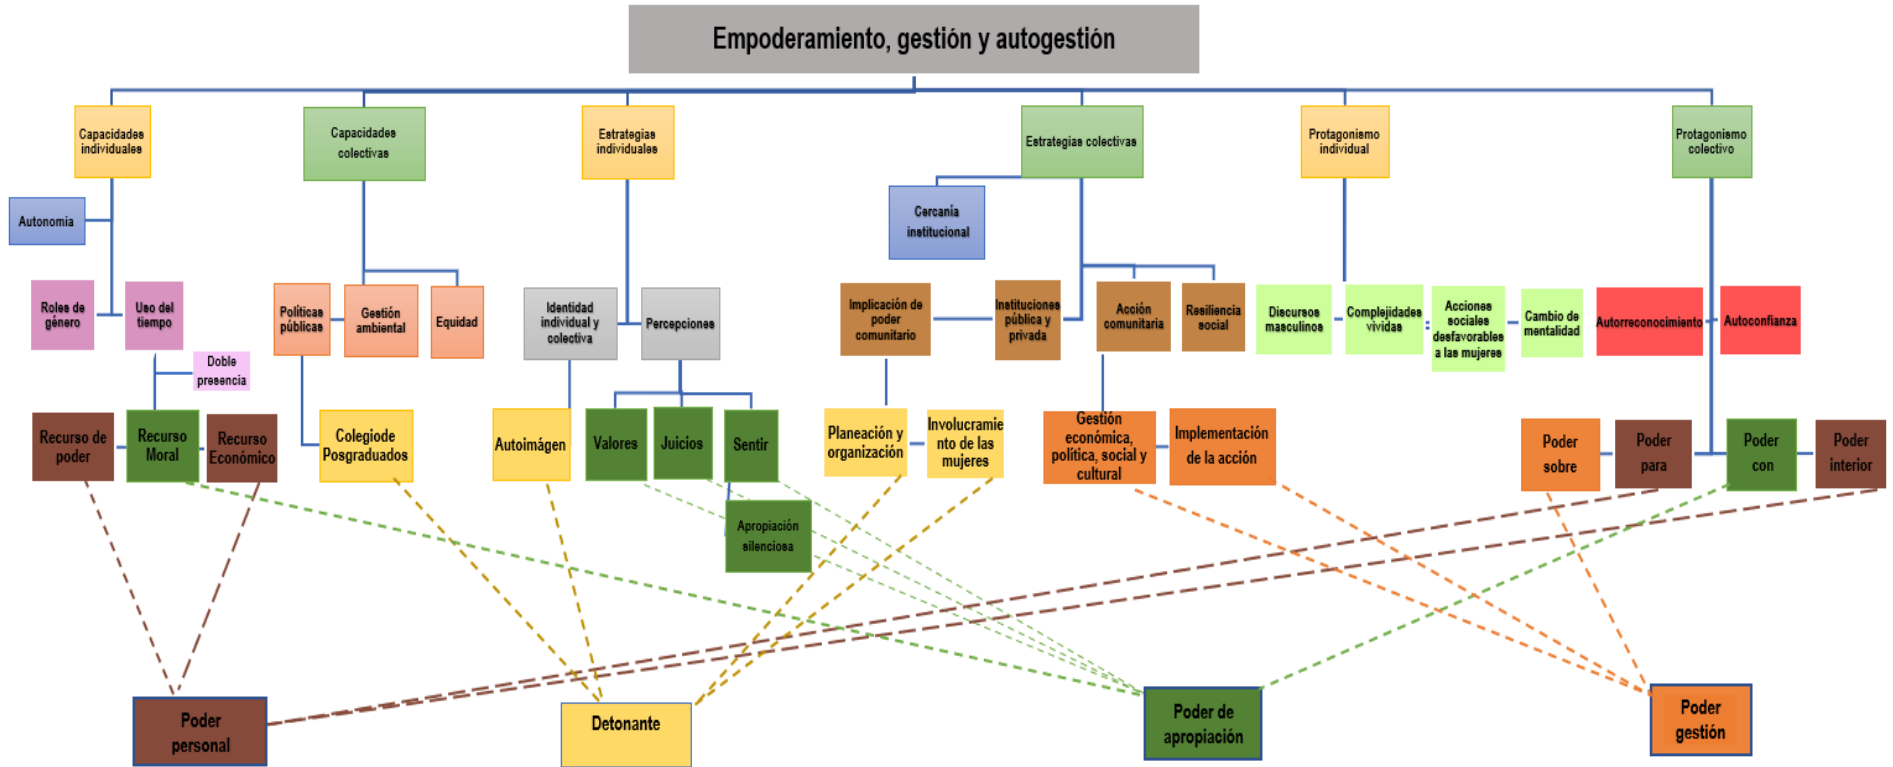 Empoderamiento, gestión y autogestión
Capacidades
individuales
Capacidades
colectivas
Estrategias
individuales
Estrategias colectivas
Protagonismo
individual
Protagonismo
colectivo
Autonomia
Cercanía
institucional
Roles de
género
Uso del
tiempo
Políticas
públicas
Gestión
ambiental
Equidad
Identidad
individual y
colectiva
Percepciones
Implicación de
poder
comunitario
Instituciones
pública y
privada
Acción
comunitaria
Resiliencia
social
Discursos
masculinos
Complejidades
vividas
Acciones
sociales
desfavorables
a las mujeres
Cambio de
mentalidad
Autorreconocimiento
Autoconfianza
Doble
presencia
Recurso de
poder
Recurso
Moral
Recurso
Económico
Colegiode
Posgraduados
Autoimágen
Valores
Juicios
Sentir
Planeación y
organización
Involucramie
nto de las
mujeres
Gestión
económica,
política, social y
cultural
Implementación
de la acción
Poder
sobre
Poder
para
Poder
con
Poder
interior
Apropiación
silenciosa
Poder
personal
Detonante
Poder de
apropiación
Poder
gestión